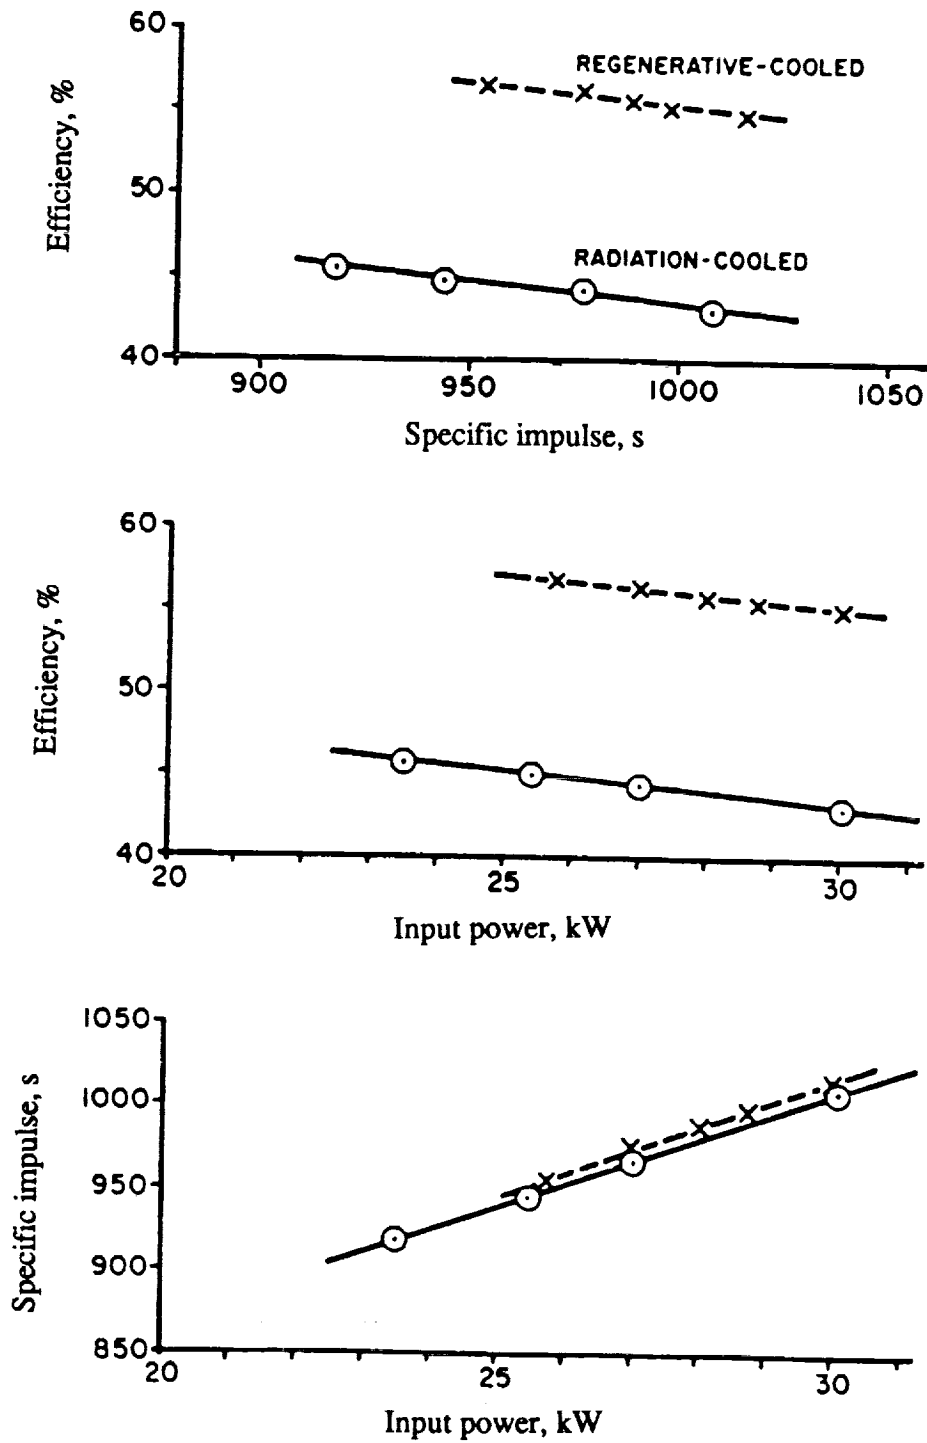 60
REGENERATIVE-COOLED
Efficiency, %
50
RADIATION-COOLED
40
900 950 1000 1050
Specific impulse, s
60
Efficiency, %
50
40
20 25 30
Input power, kW
1050
Specific impulse, s
1000
950
900
850
20 25 30
Input power, kW